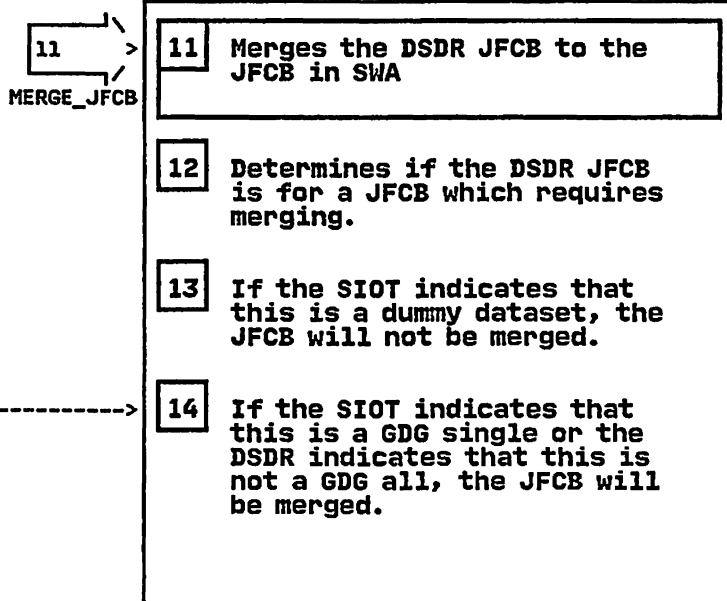 11
MERGE_JFCB
11 Merges the DSDR JFCB to the
JFCB in SWA
12 Determines if the DSDR JFCB
is for a JFCB which requires
merging.
13 If the SIOT indicates that
this is a dummy dataset, the
JFCB will not be merged.
14 If the SIOT indicates that
this is a GDG single or the
DSDR indicates that this is
not a GDG all, the JFCB will
be merged.